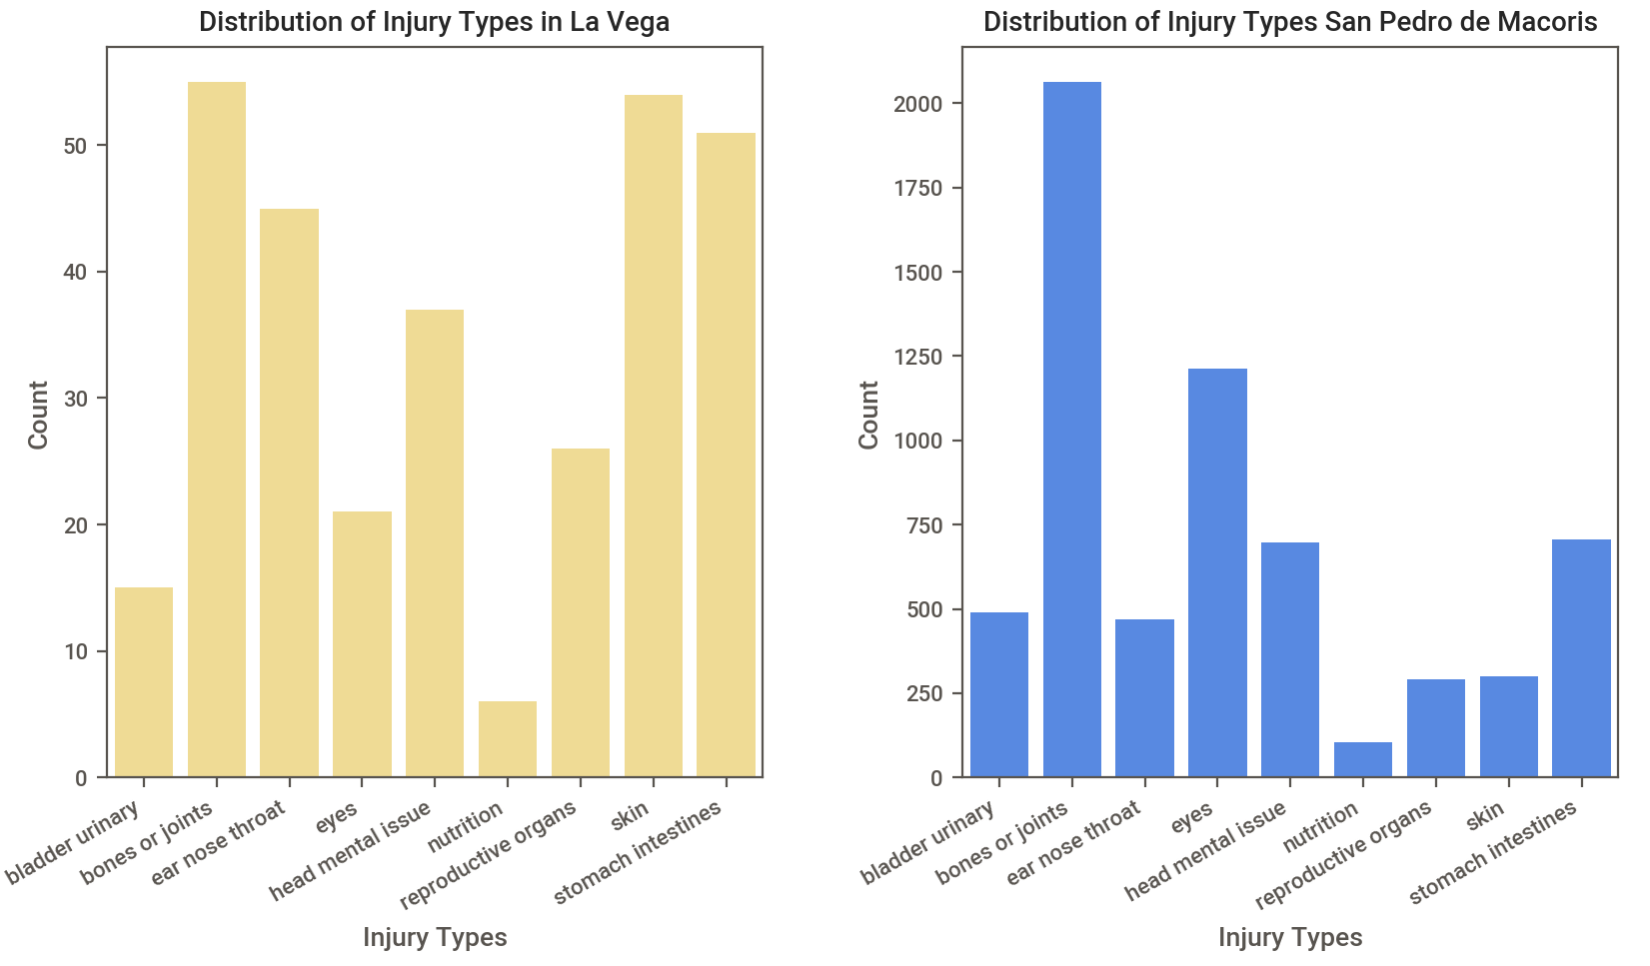 Distribution of Injury Types in La Vega
Count
50
40
30
20
10
0
bladder urinary
bones or joints
ear nose throat
eyes
head mental issue
nutrition
reproductive organs
skin
stomach intestines
Injury Types
Distribution of Injury Types San Pedro de Macoris
Count
2000
1750
1500
1250
1000
750
500
250
0
bladder urinary
bones or joints
ear nose throat
eyes
head mental issue
nutrition
reproductive organs
skin
stomach intestines
Injury Types